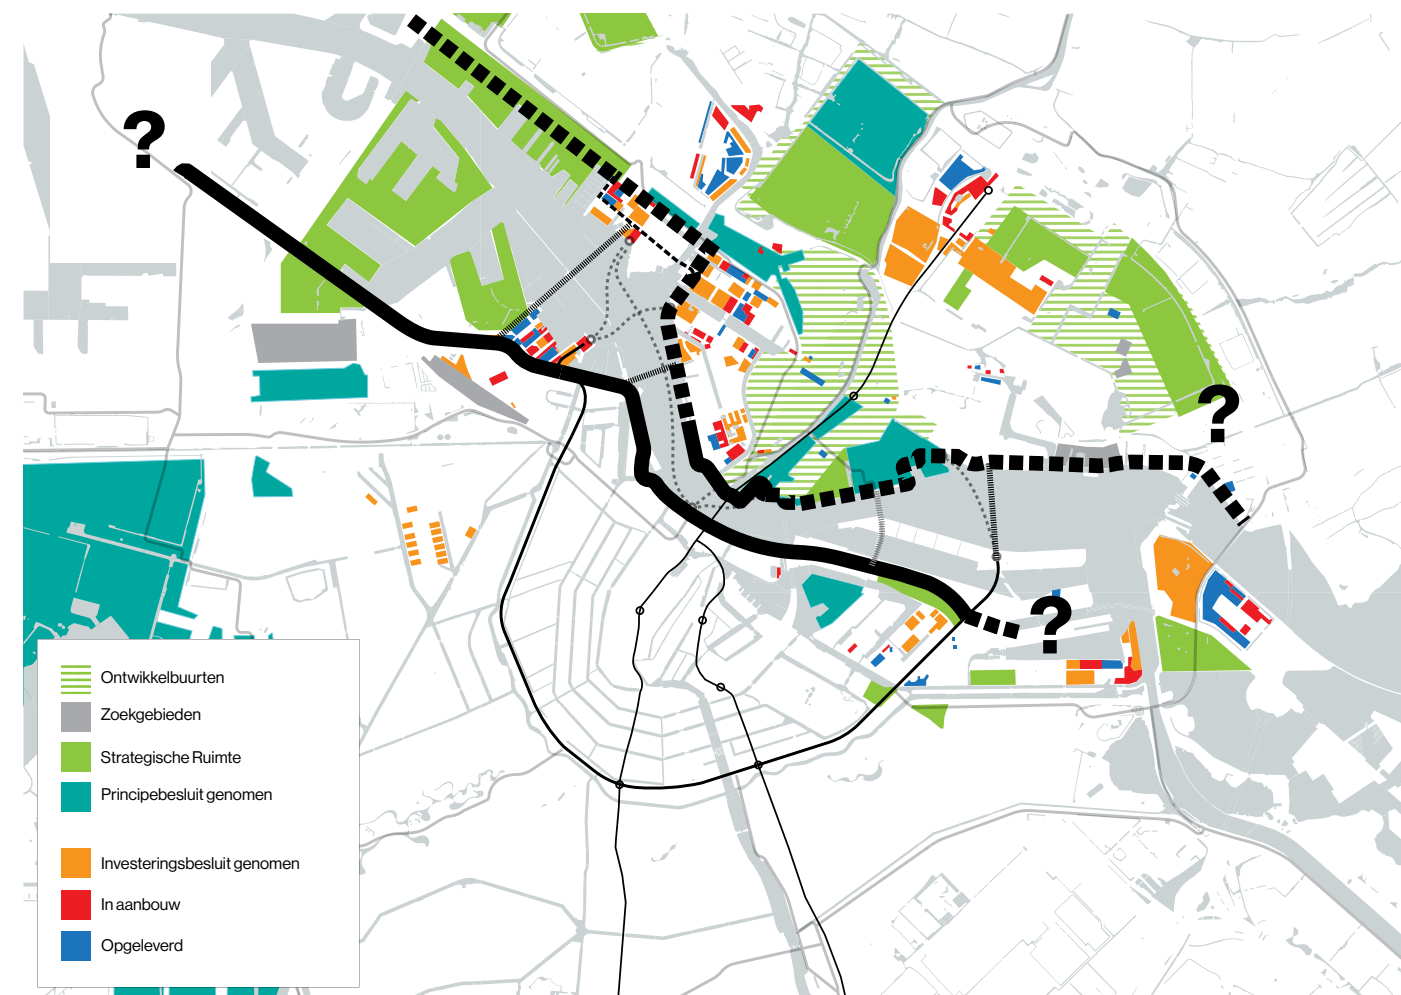 ?
?
?
Ontwikkelbuurten
Zoekgebieden
Strategische Ruimte
Principebesluit genomen
Investeringsbesluit genomen
In aanbouw
Opgeleverd